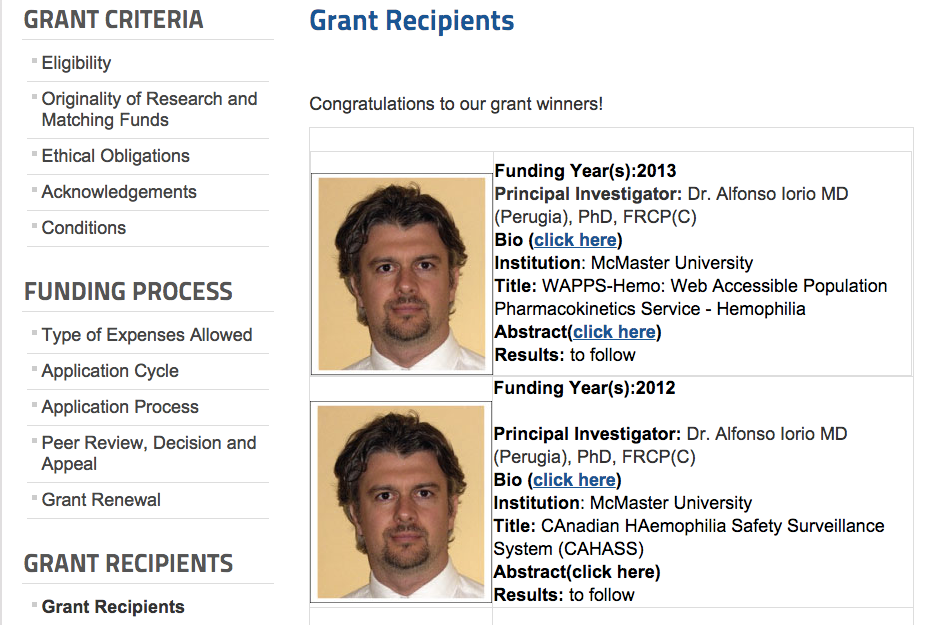 GRANT CRITERIA
Eligibility
Originality of Research and
Matching Funds
Ethical Obligations
Acknowledgements
Conditions
FUNDING PROCESS
Type of Expenses Allowed
Application Cycle
Application Process
Peer Review, Decision and
Appeal
Grant Renewal
GRANT RECIPIENTS
Grant Recipients
Grant Recipients
Congratulations to our grant winners!
Funding Year(s):2013
Principal Investigator: Dr. Alfonso Iorio MD
(Perugia), PhD, FRCP(C)
Bio (click here)
Institution: McMaster University
Title: WAPPS-Hemo: Web Accessible Population
Pharmacokinetics Service - Hemophilia
Abstract(click here)
Results: to follow
Funding Year(s):2012
Principal Investigator: Dr. Alfonso Iorio MD
(Perugia), PhD, FRCP(C)
Bio (click here)
Institution: McMaster University
Title: CAnadian HAemophilia Safety Surveillance
System (CAHASS)
Abstract(click here)
Results: to follow